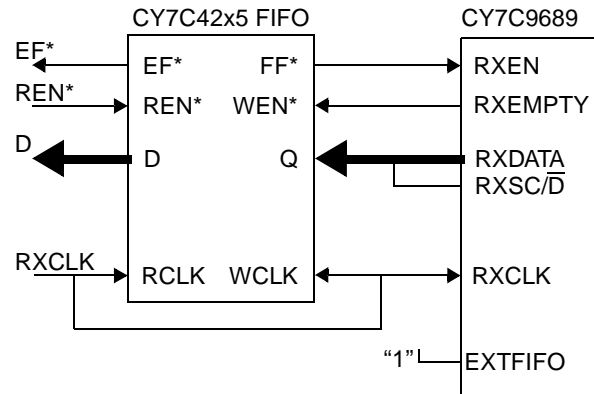 CY7C42x5 FIFO CY7C9689
EF* EF* FF* RXEN
REN* REN* WEN* RXEMPTY
D D Q RXDATA
RXSC/D̅
RXCLK RCLK WCLK RXCLK
“1” EXTFIFO